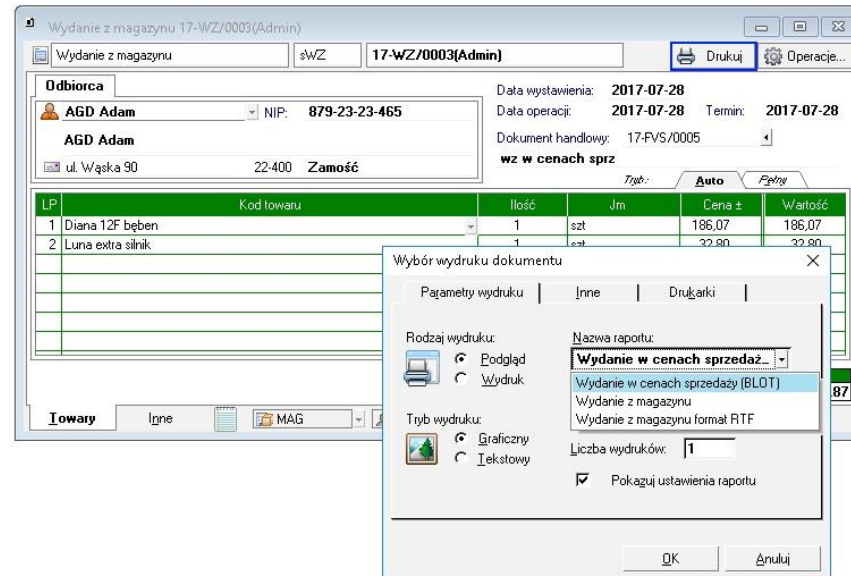 Wydanie z magazynu 17-WZ/0003(Admin)
Wydanie z magazynu sWZ 17-WZ/0003(Admin) Drukuj Operacje...
Odbiorca
AGD Adam NIP: 879-23-23-465
AGD Adam
ul. Wąska 90 22-400 Zamość
Data wystawienia: 2017-07-28
Data operacji: 2017-07-28 Termin: 2017-07-28
Dokument handlowy: 17-FVS/0005
wz w cenach sprz
Tryb: Auto Pełny
LP Kod towaru Ilość Jm Cena ± Wartość
1 Diana 12F bęben 1 szt 186,07 186,07
2 Luna extra silnik 1 szt 32,80 32,80
87
Towary Inne MAG
Wybór wydruku dokumentu
Parametry wydruku Inne Drukarki
Rodzaj wydruku:
Podgląd
Wydruk
Tryb wydruku:
Graficzny
Tekstowy
Nazwa raportu:
Wydanie w cenach sprzedaż...
Wydanie w cenach sprzedaży (BLOT)
Wydanie z magazynu
Wydanie z magazynu format RTF
Liczba wydruków: 1
Pokazuj ustawienia raportu
OK Anuluj